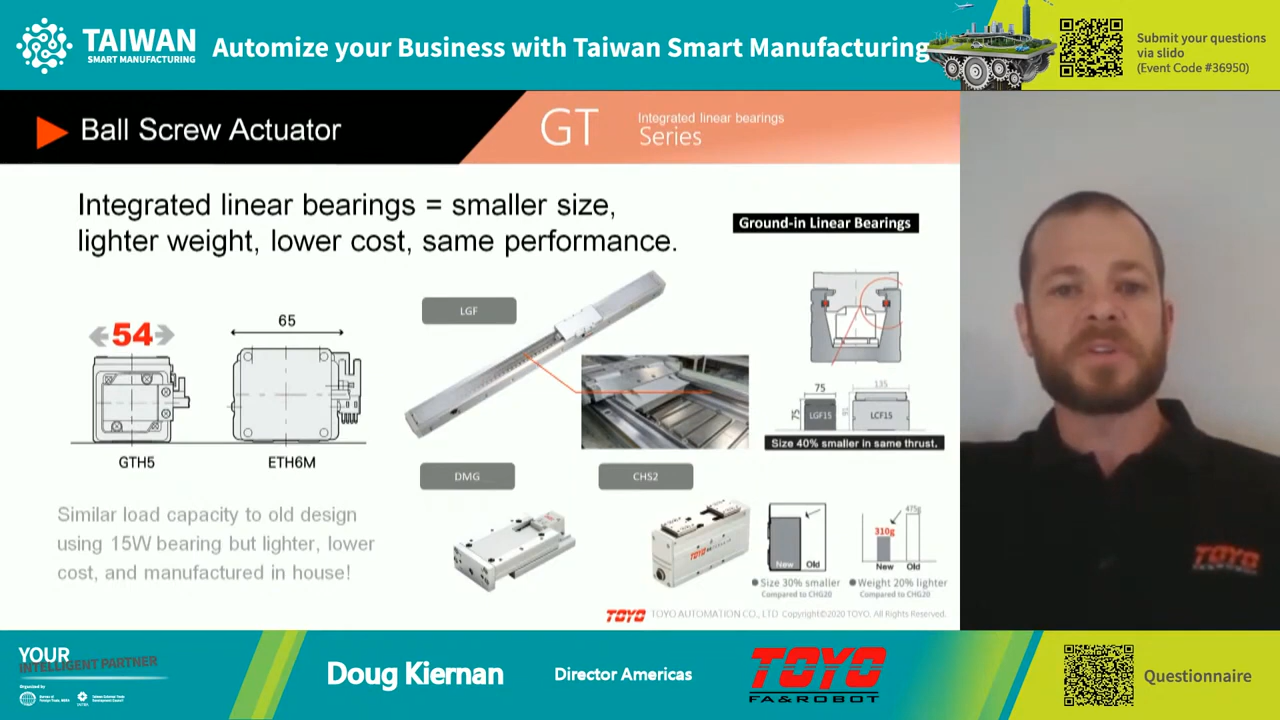 TAIWAN
SMART MANUFACTURING
Automize your Business with Taiwan Smart Manufacturing
Submit your questions
via slido
(Event Code #36950)
Ball Screw Actuator
GT
Integrated linear bearings
Series
Integrated linear bearings = smaller size,
lighter weight, lower cost, same performance.
Ground-in Linear Bearings
54
65
GTH5
ETH6M
LGF
75
135
75
91
LGF15
LCF15
Size 40% smaller in same thrust.
Similar load capacity to old design
using 15W bearing but lighter, lower
cost, and manufactured in house!
DMG
CHS2
TOYO
New
Old
Size 30% smaller
Compared to CHG20
310g
475g
New
Old
Weight 20% lighter
Compared to CHG20
TOYO
TOYO AUTOMATION CO., LTD Copyright©2020 TOYO. All Rights Reserved.
TOYO
YOUR
INTELLIGENT PARTNER
Organized by
Doug Kiernan
Director Americas
TOYO
FA&ROBOT
Questionnaire